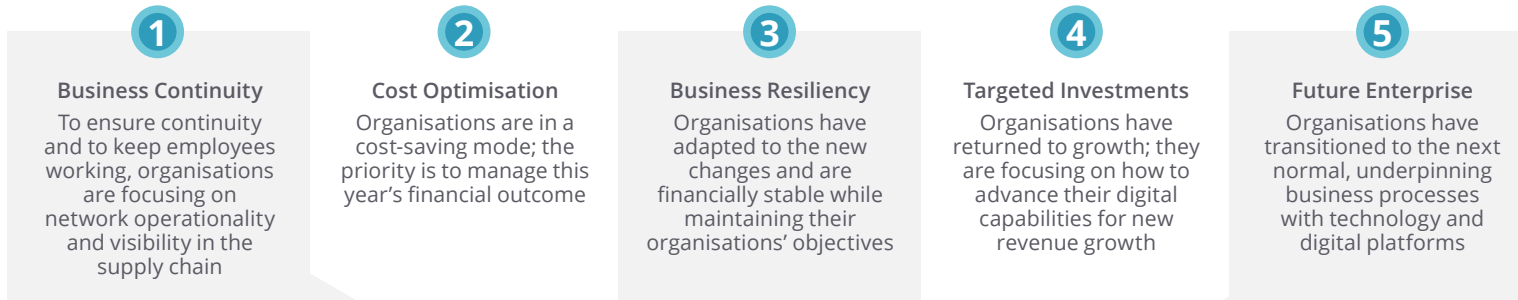 1
Business Continuity
To ensure continuity
and to keep employees
working, organisations
are focusing on
network operationality
and visibility in the
supply chain
2
Cost Optimisation
Organisations are in a
cost-saving mode; the
priority is to manage this
year’s financial outcome
3
Business Resiliency
Organisations have
adapted to the new
changes and are
financially stable while
maintaining their
organisations’ objectives
4
Targeted Investments
Organisations have
returned to growth; they
are focusing on how to
advance their digital
capabilities for new
revenue growth
5
Future Enterprise
Organisations have
transitioned to the next
normal, underpinning
business processes
with technology and
digital platforms